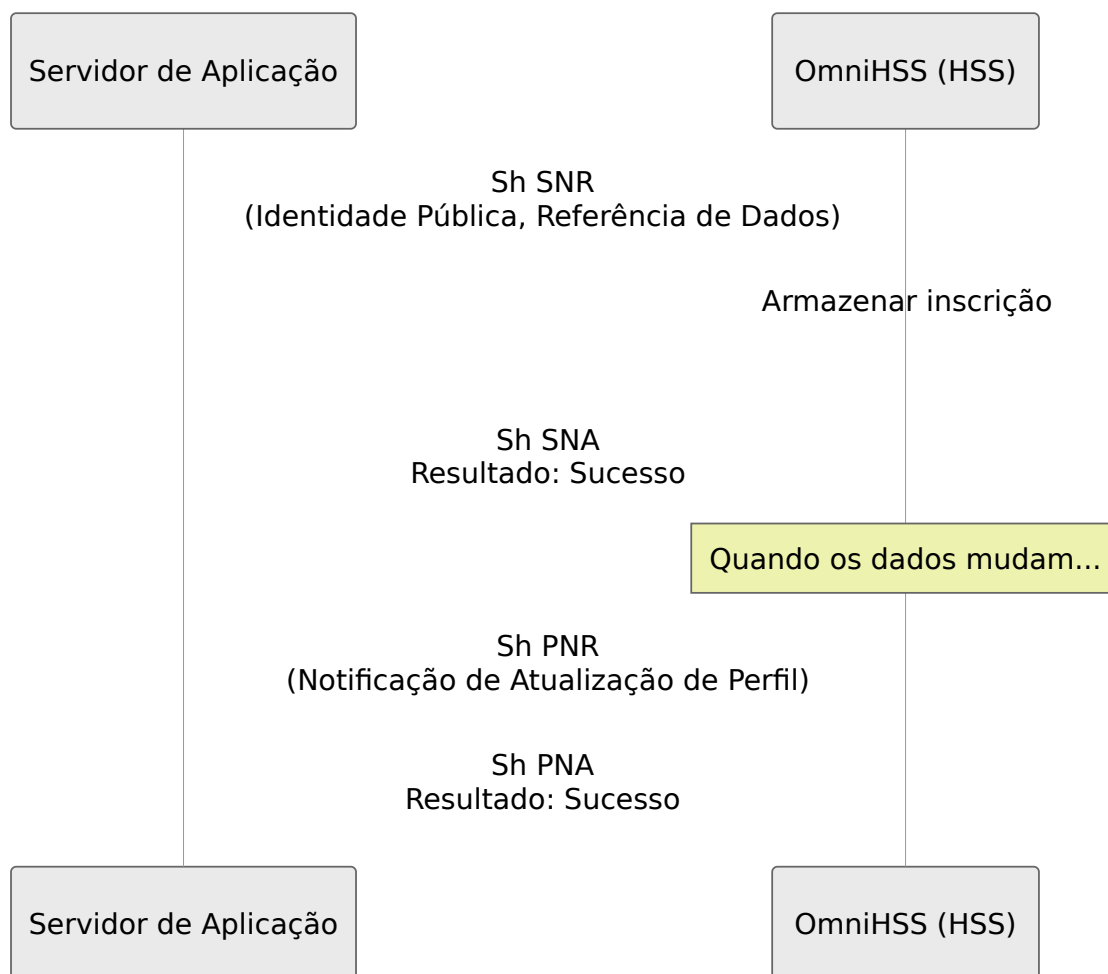 Servidor de Aplicação
OmniHSS (HSS)
Sh SNR
(Identidade Pública, Referência de Dados)
Armazenar inscrição
Sh SNA
Resultado: Sucesso
Quando os dados mudam...
Sh PNR
(Notificação de Atualização de Perfil)
Sh PNA
Resultado: Sucesso
Servidor de Aplicação
OmniHSS (HSS)